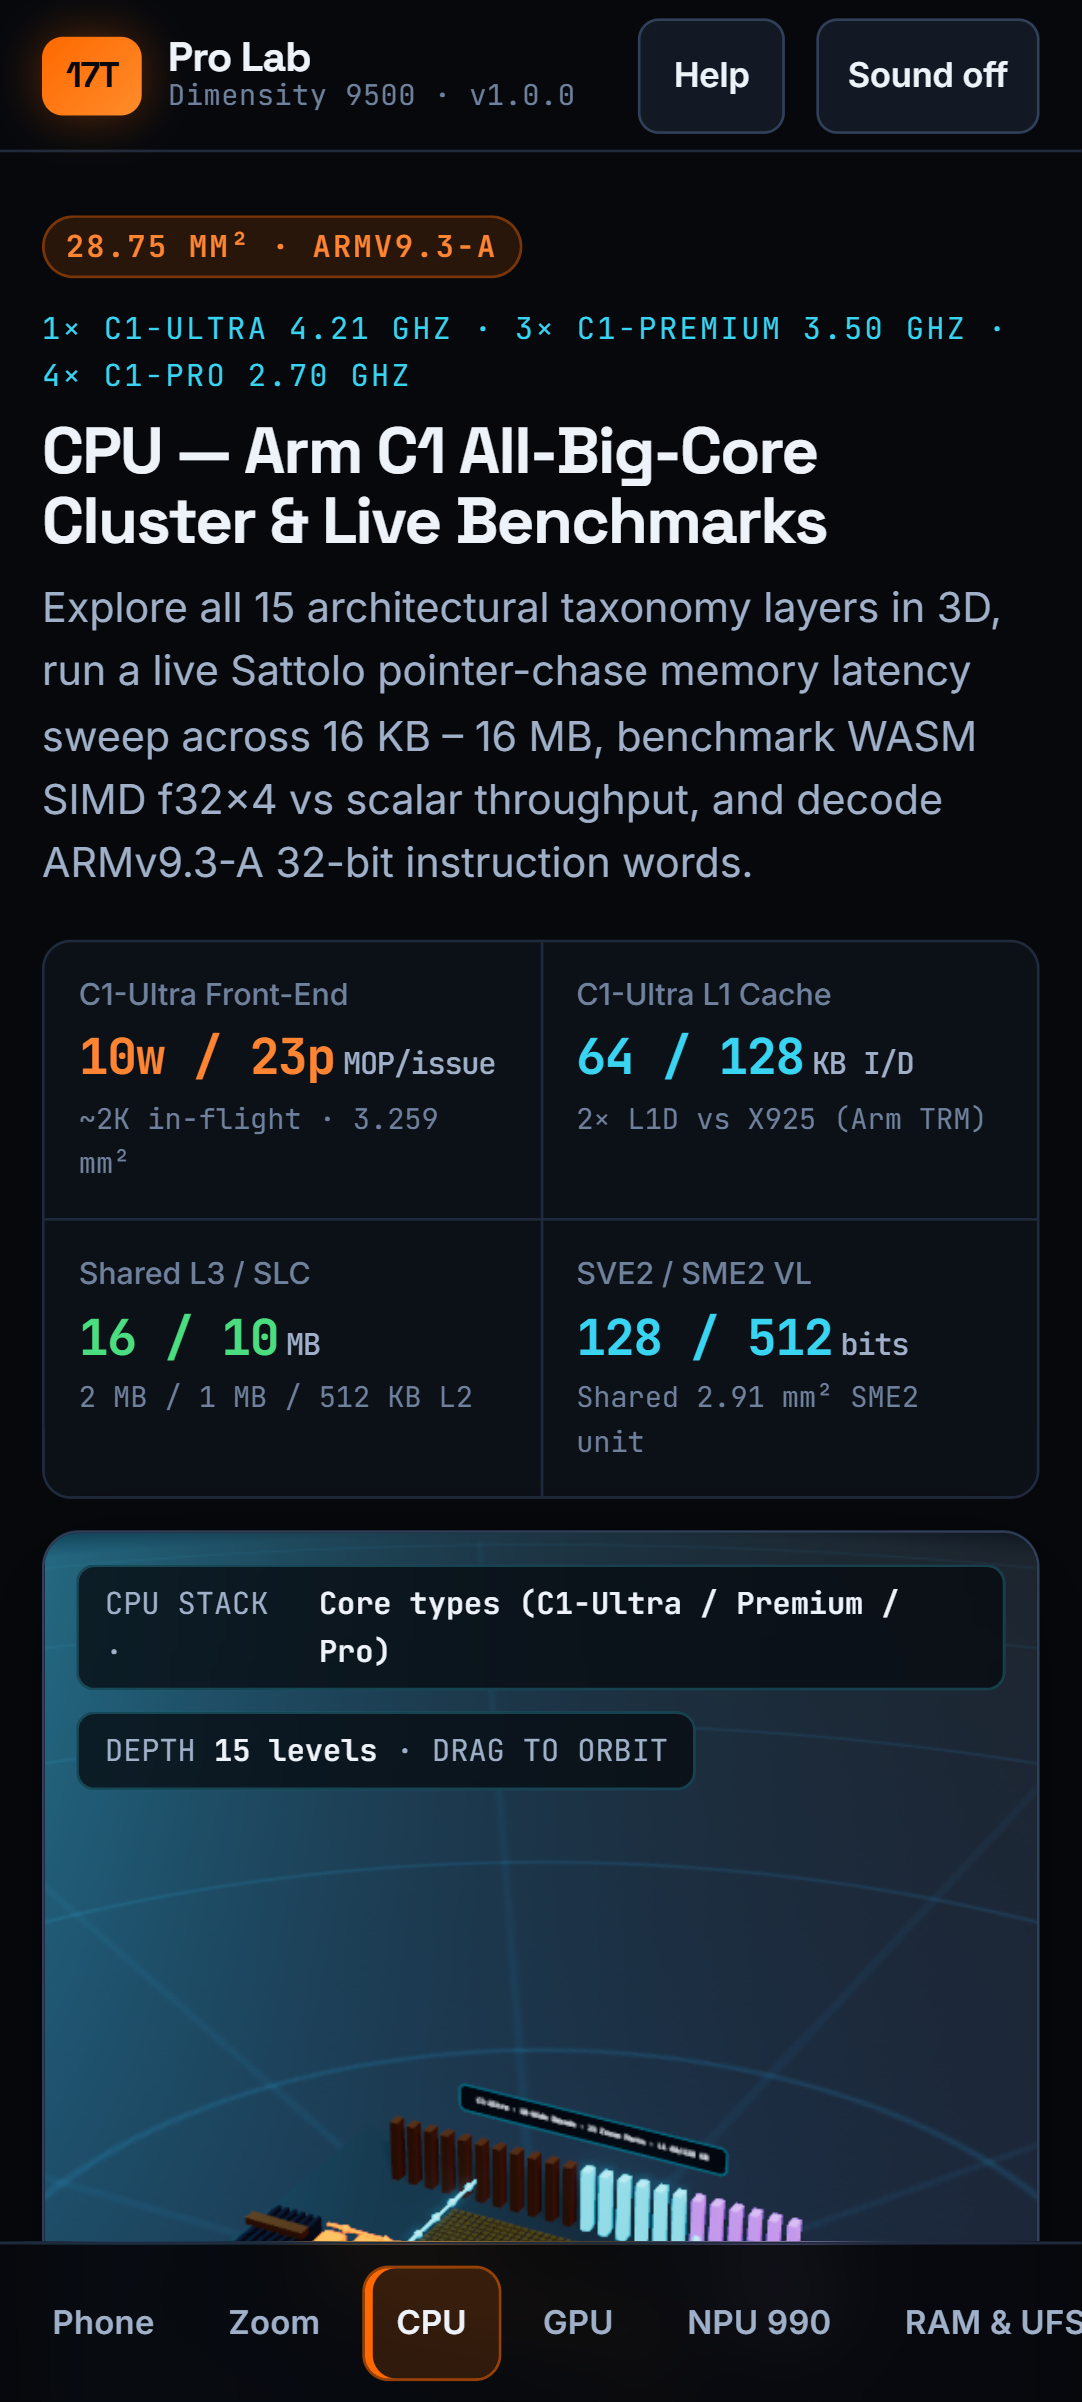 17T
Pro Lab
Dimensity 9500 · v1.0.0
Help
Sound off
28.75 MM² · ARMV9.3-A
1× C1-ULTRA 4.21 GHZ · 3× C1-PREMIUM 3.50 GHZ ·
4× C1-PRO 2.70 GHZ
CPU — Arm C1 All-Big-Core
Cluster & Live Benchmarks
Explore all 15 architectural taxonomy layers in 3D,
run a live Sattolo pointer-chase memory latency
sweep across 16 KB – 16 MB, benchmark WASM
SIMD f32×4 vs scalar throughput, and decode
ARMv9.3-A 32-bit instruction words.
C1-Ultra Front-End
10w / 23p MOP/issue
~2K in-flight · 3.259
mm²
C1-Ultra L1 Cache
64 / 128 KB I/D
2× L1D vs X925 (Arm TRM)
Shared L3 / SLC
16 / 10 MB
2 MB / 1 MB / 512 KB L2
SVE2 / SME2 VL
128 / 512 bits
Shared 2.91 mm² SME2
unit
CPU STACK · Core types (C1-Ultra / Premium /
Pro)
DEPTH 15 levels · DRAG TO ORBIT
Phone
Zoom
CPU
GPU
NPU 990
RAM & UFS